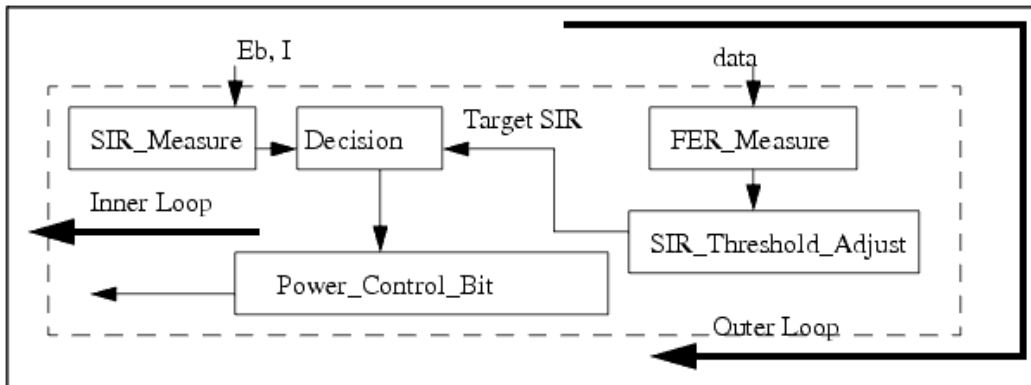 Eb, I
data
SIR_Measure
Decision
Target SIR
FER_Measure
Inner Loop
SIR_Threshold_Adjust
Power_Control_Bit
Outer Loop